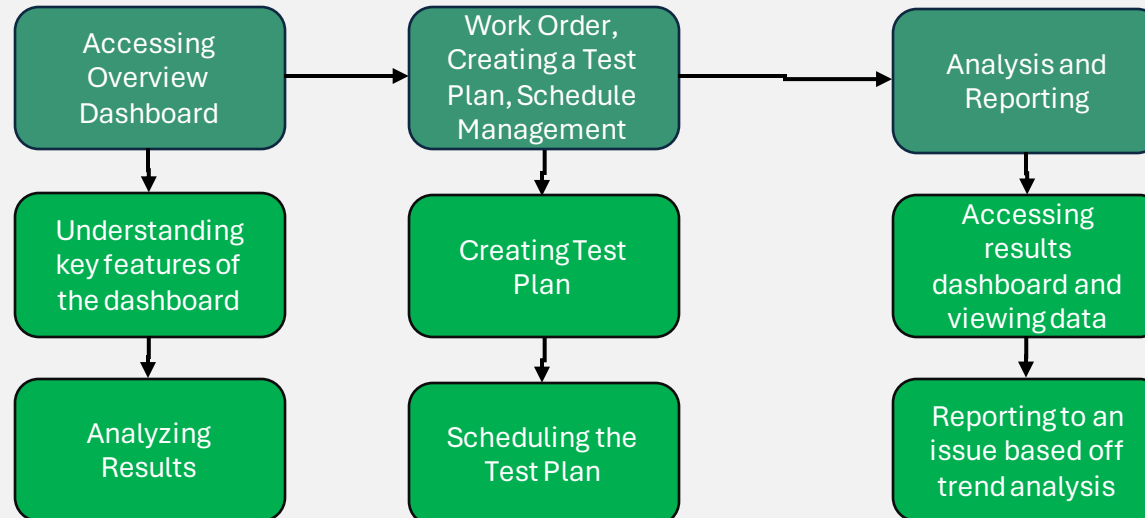 Accessing
Overview
Dashboard
Work Order,
Creating a Test
Plan, Schedule
Management
Analysis and
Reporting
Understanding
key features of
the dashboard
Creating Test
Plan
Accessing
results
dashboard and
viewing data
Analyzing
Results
Scheduling the
Test Plan
Reporting to an
issue based off
trend analysis